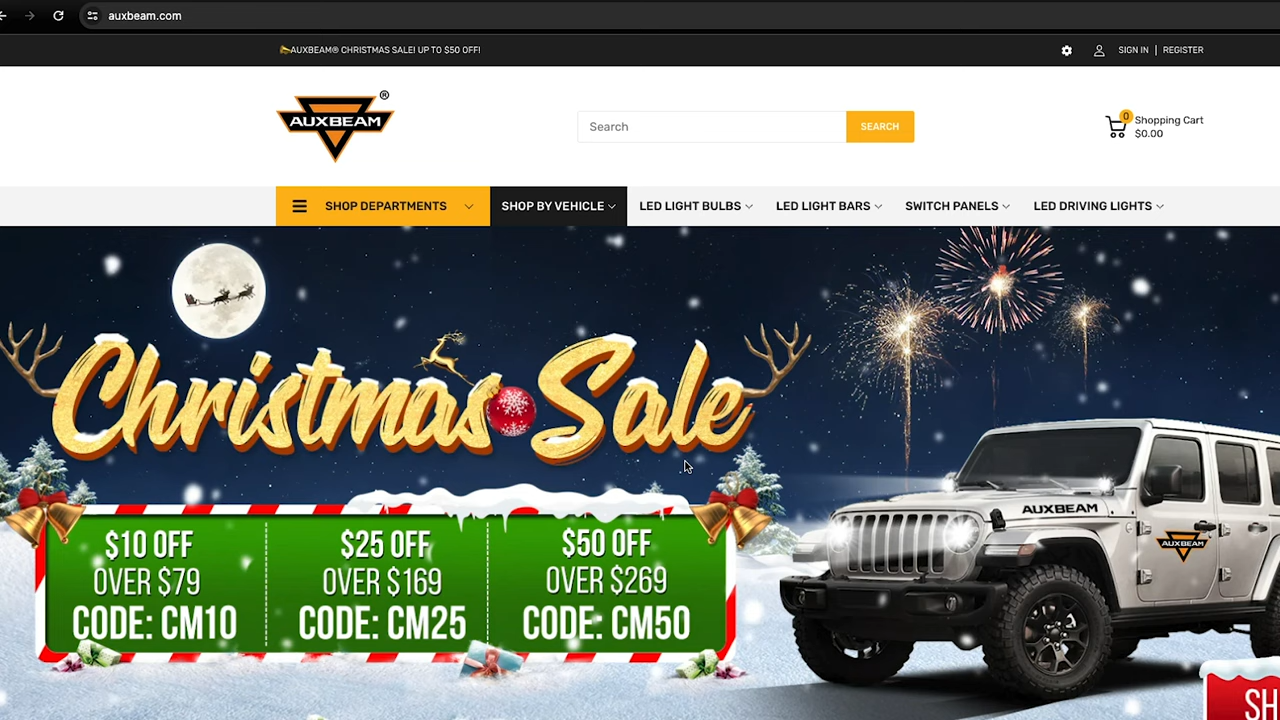 auxbeam.com
AUXBEAM® CHRISTMAS SALE! UP TO $50 OFF!
SIGN IN | REGISTER
AUXBEAM®
Search
SEARCH
0
Shopping Cart
$0.00
SHOP DEPARTMENTS
SHOP BY VEHICLE
LED LIGHT BULBS
LED LIGHT BARS
SWITCH PANELS
LED DRIVING LIGHTS
Christmas Sale
$10 OFF
OVER $79
CODE: CM10
$25 OFF
OVER $169
CODE: CM25
$50 OFF
OVER $269
CODE: CM50
AUXBEAM
AUXBEAM
SH